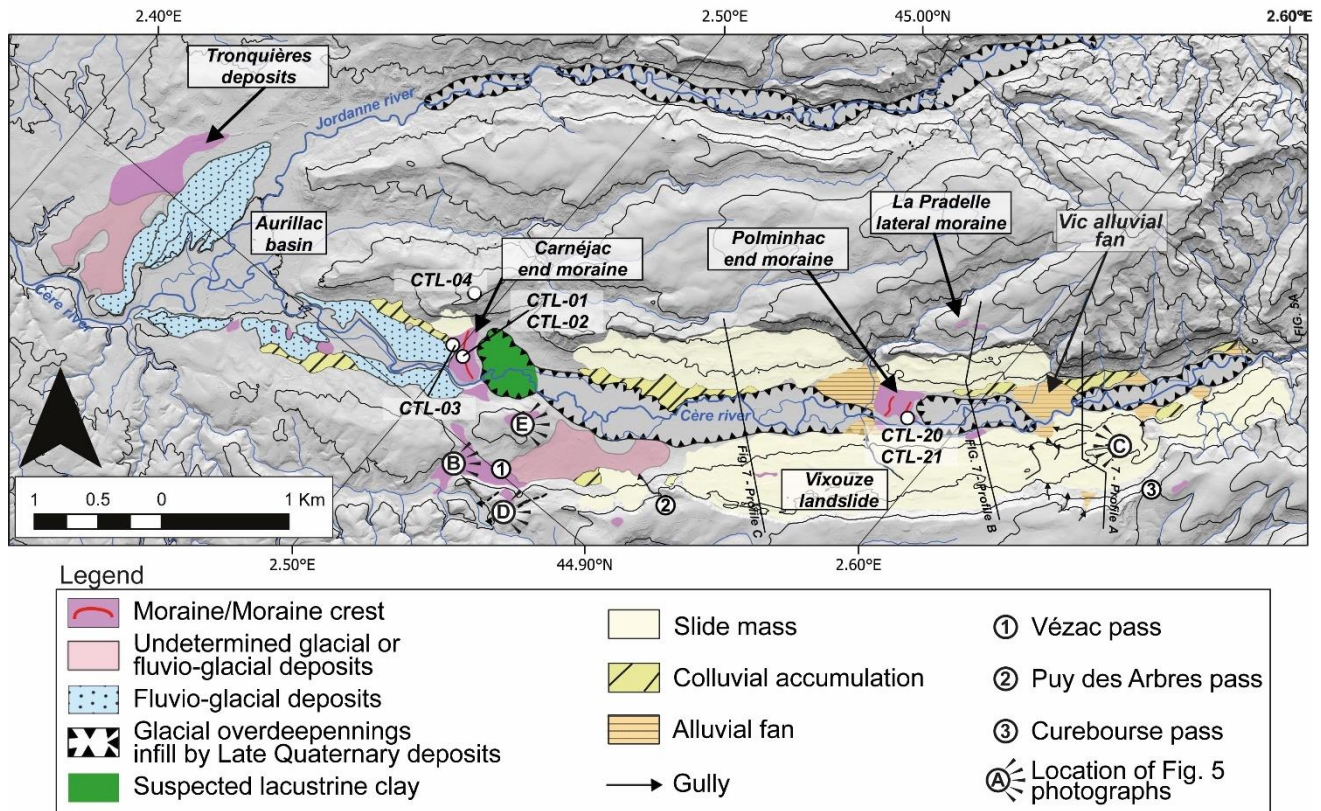 2.40°E
2.50°E
45.00°N
2.60°E
Tronquières
deposits
Jordanne river
La Pradelle
lateral moraine
Vic alluvial
fan
Aurillac
basin
Carnéjac
end moraine
Polminhac
end moraine
CTL-04
CTL-01
CTL-02
FIG. 5A
Cère river
CTL-03
Cère river
CTL-20
CTL-21
E
C
B
1
Vixouze
landslide
2
3
D
Fig. 7 - Profile C
FIG. 7 - Profile B
7 - Profile A
1 0.5 0 1 Km
2.50°E
44.90°N
2.60°E
Legend
Moraine/Moraine crest
Undetermined glacial or
fluvio-glacial deposits
Fluvio-glacial deposits
Glacial overdeepennings
infill by Late Quaternary deposits
Suspected lacustrine clay
Slide mass
Colluvial accumulation
Alluvial fan
Gully
1 Vézac pass
2 Puy des Arbres pass
3 Curebourse pass
A Location of Fig. 5
photographs